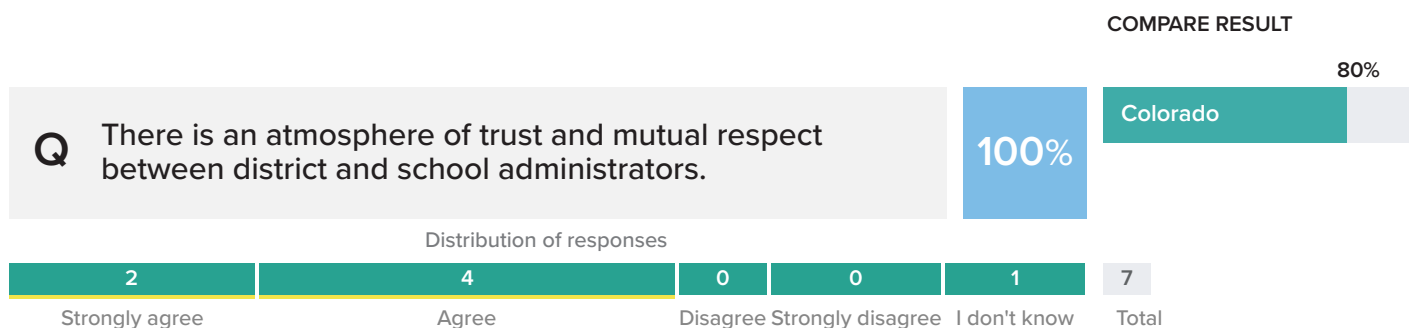 COMPARE RESULT
80%
Q There is an atmosphere of trust and mutual respect
between district and school administrators.
100%
Colorado
Distribution of responses
2 4 0 0 1 7
Strongly agree Agree Disagree Strongly disagree I don't know Total